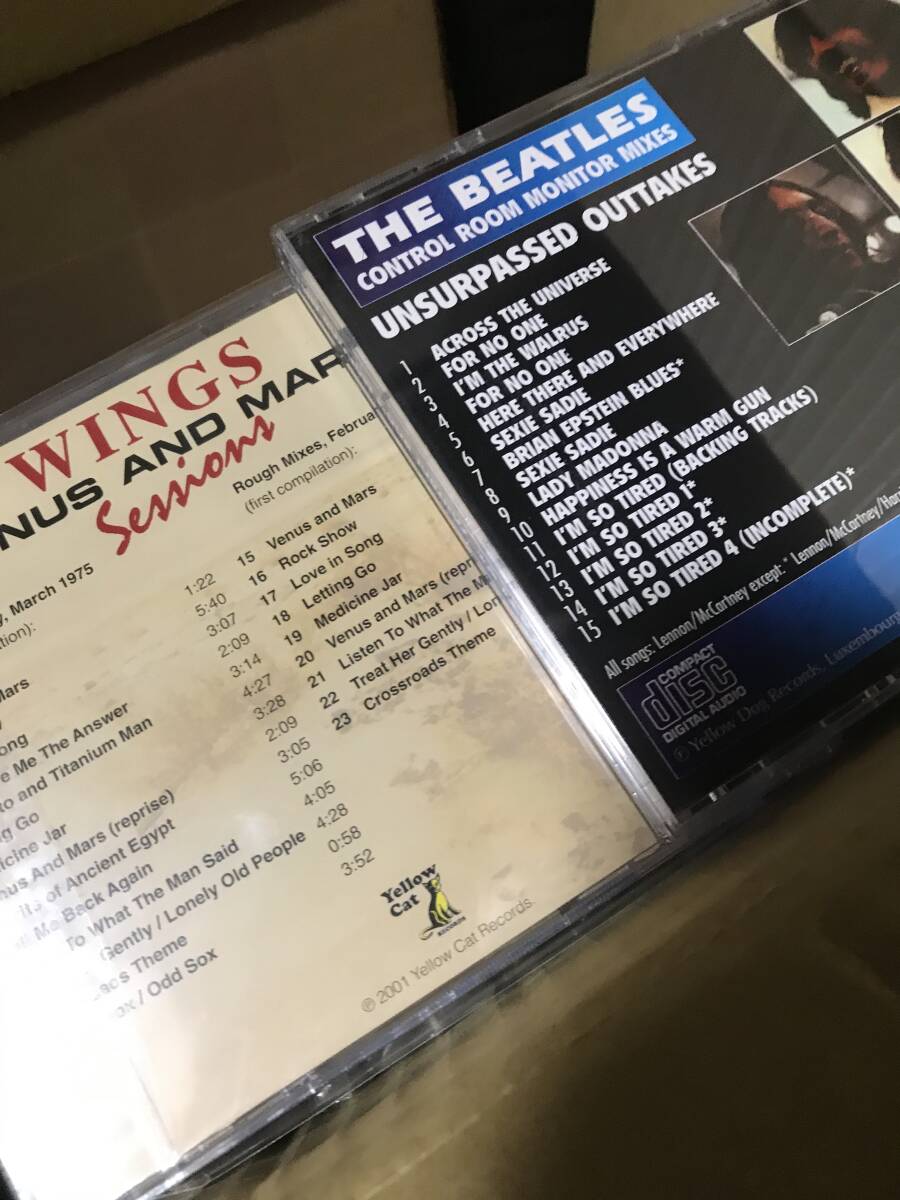 THE BEATLES
CONTROL ROOM MONITOR MIXES
UNSURPASSED OUTTAKES
1 ACROSS THE UNIVERSE
2 FOR NO ONE
3 I'M THE WALRUS
4 FOR NO ONE
5 HERE THERE AND EVERYWHERE
6 SEXIE SADIE
7 BRIAN EPSTEIN BLUES*
8 SEXIE SADIE
9 LADY MADONNA
10 HAPPINESS IS A WARM GUN
11 I'M SO TIRED (BACKING TRACKS)
12 I'M SO TIRED 1*
13 I'M SO TIRED 2*
14 I'M SO TIRED 3*
15 I'M SO TIRED 4 (INCOMPLETE)*
All songs: Lennon/McCartney except:* Lennon/McCartney/Harri
COMPACT
disc
DIGITAL AUDIO
℗ Yellow Dog Records, Luxembourg
WINGS
NUS AND MAR
Sessions
Rough Mixes, Februa
(first compilation):
15 Venus and Mars
16 Rock Show
17 Love in Song
18 Letting Go
19 Medicine Jar
20 Venus and Mars (repri
21 Listen To What The M
22 Treat Her Gently / Lon
23 Crossroads Theme
y, March 1975
ation):
Mars 1:22
5:40
ong 3:07
e Me The Answer 2:09
to and Titanium Man 3:14
ng Go 4:27
icine Jar 3:28
nus And Mars (reprise) 2:09
its of Ancient Egypt 3:05
Me Back Again 5:06
To What The Man Said 4:05
Gently / Lonely Old People 4:28
Theme 0:58
ox / Odd Sox 3:52
Yellow
Cat
RECORDS
℗ 2001 Yellow Cat Records.